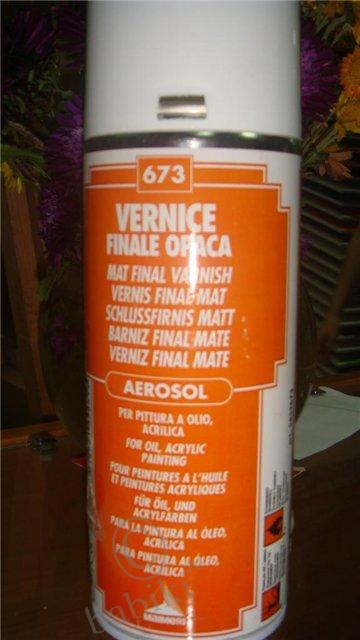 673
VERNICE
FINALE OPACA
MAT FINAL VARNISH
VERNIS FINAL MAT
SCHLUSSFIRNIS MATT
BARNIZ FINAL MATE
VERNIZ FINAL MATE
AEROSOL
PER PITTURA A OLIO,
ACRILICA
FOR OIL, ACRYLIC
PAINTING
POUR PEINTURES A L'HUILE
ET PEINTURES ACRYLIQUES
FÜR ÖIL, UND
ACRYLFARBEN
PARA LA PINTURA AL ÓLEO,
ACRÍLICA
PARA PINTURA AL ÓLEO,
ACRÍLICA